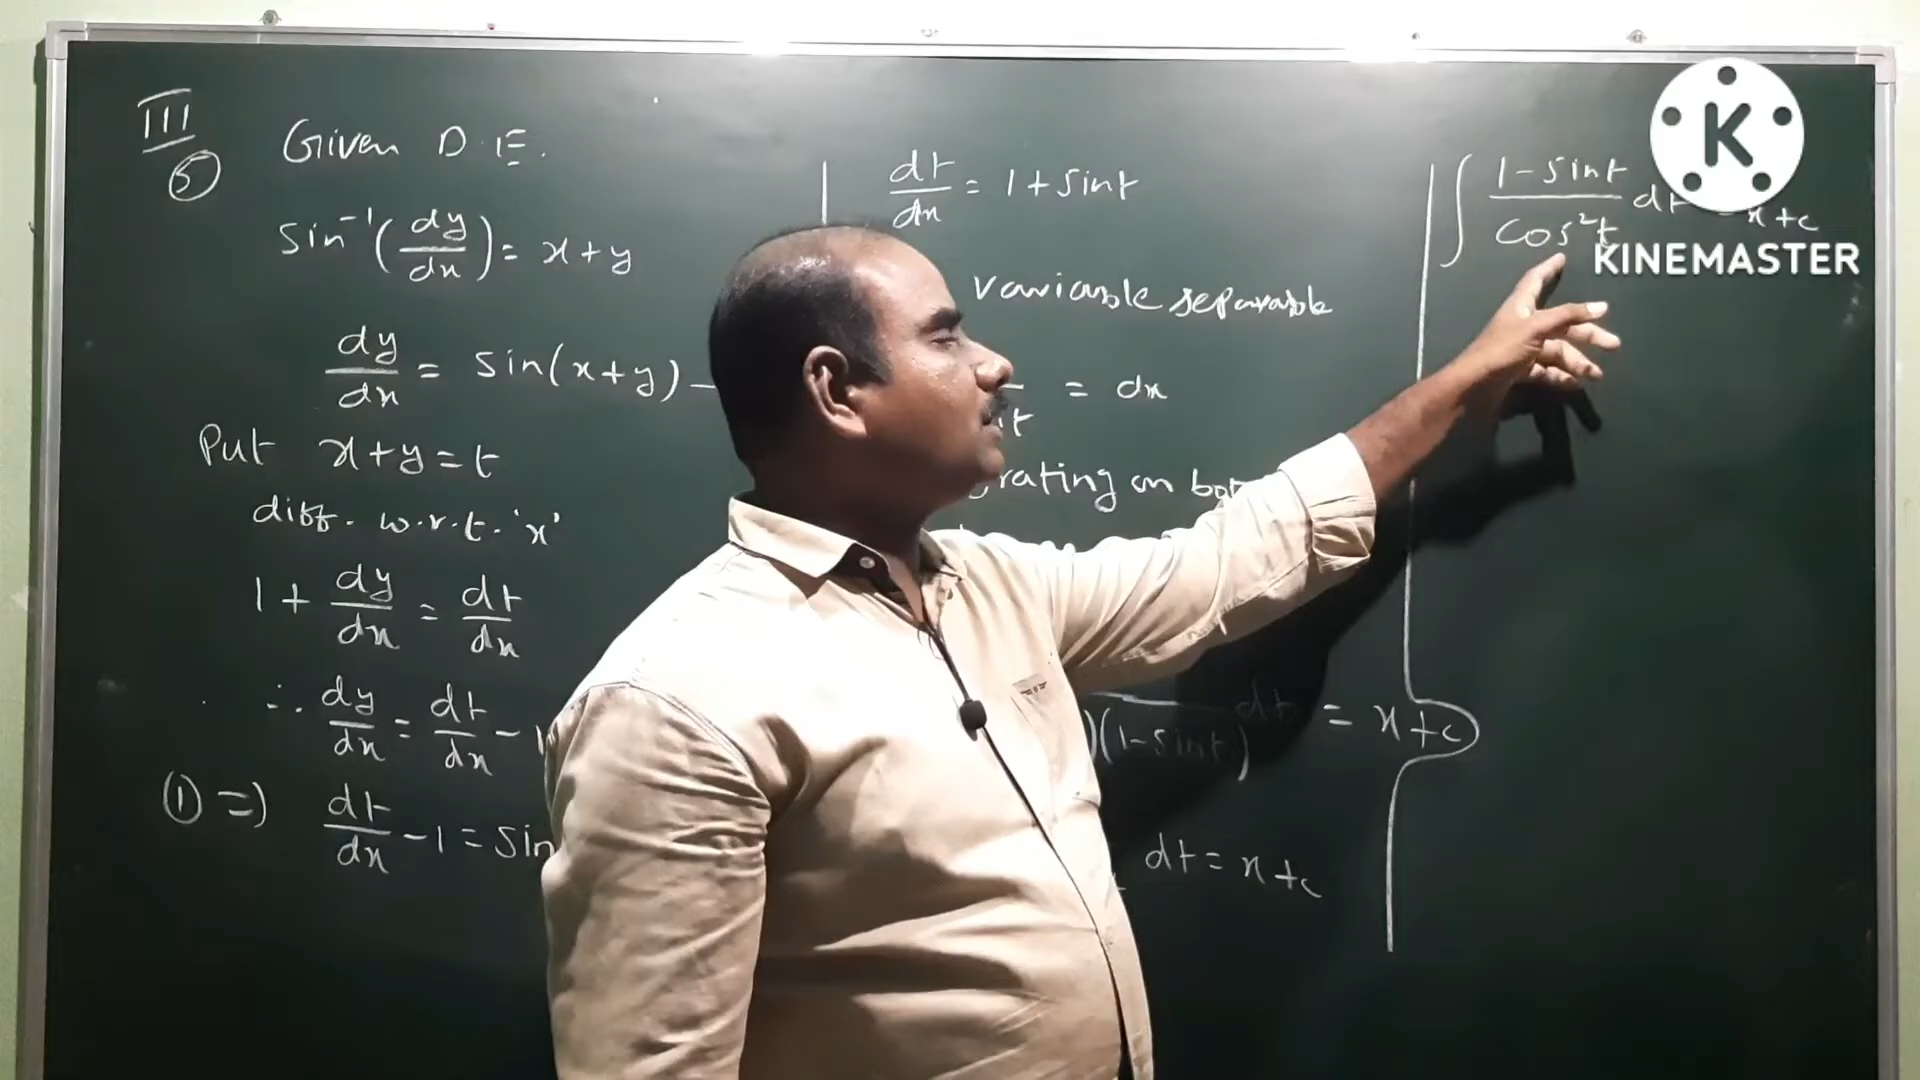 III
5
Given D.E.
sin⁻¹(dy/dx) = x+y
dy/dx = sin(x+y) —
Put x+y=t
diff. w.r.t. 'x'
1 + dy/dx = dt/dx
∴ dy/dx = dt/dx - 1
① => dt/dx - 1 = sin
dt/dx = 1+sint
variable separable
= dx
on
)(1-sint) dt = x+c
dt = x+c
∫ (1-sint)/(cos²t) dt = x+c
K
KINEMASTER